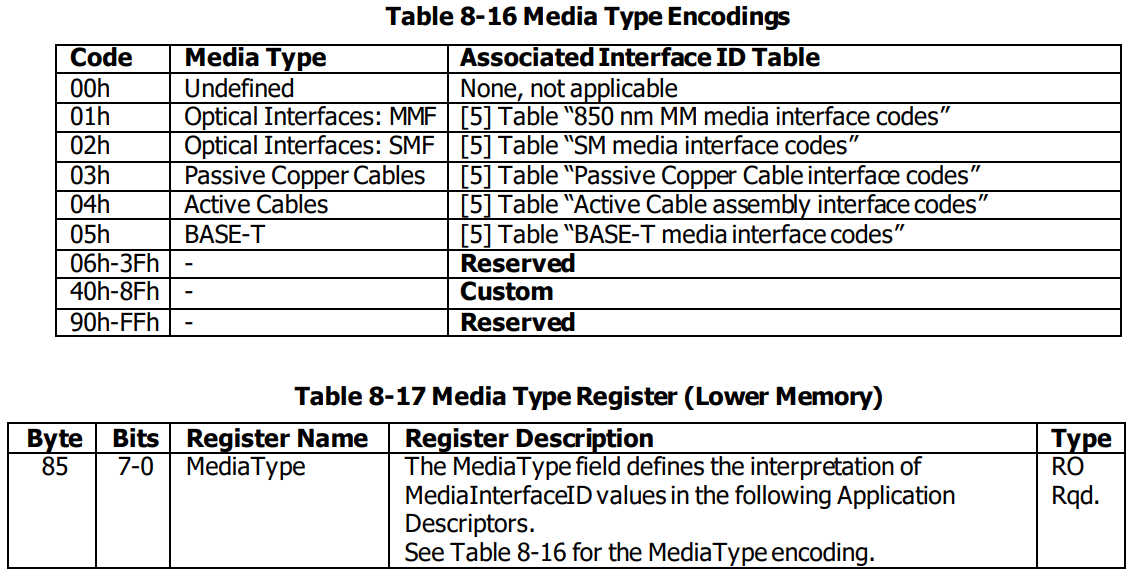 Table 8-16 Media Type Encodings
Code Media Type Associated Interface ID Table
00h Undefined None, not applicable
01h Optical Interfaces: MMF [5] Table “850 nm MM media interface codes”
02h Optical Interfaces: SMF [5] Table “SM media interface codes”
03h Passive Copper Cables [5] Table “Passive Copper Cable interface codes”
04h Active Cables [5] Table “Active Cable assembly interface codes”
05h BASE-T [5] Table “BASE-T media interface codes”
06h-3Fh - Reserved
40h-8Fh - Custom
90h-FFh - Reserved
Table 8-17 Media Type Register (Lower Memory)
Byte Bits Register Name Register Description Type
85 7-0 MediaType The MediaType field defines the interpretation of RO
MediaInterfaceID values in the following Application Rqd.
Descriptors.
See Table 8-16 for the MediaType encoding.